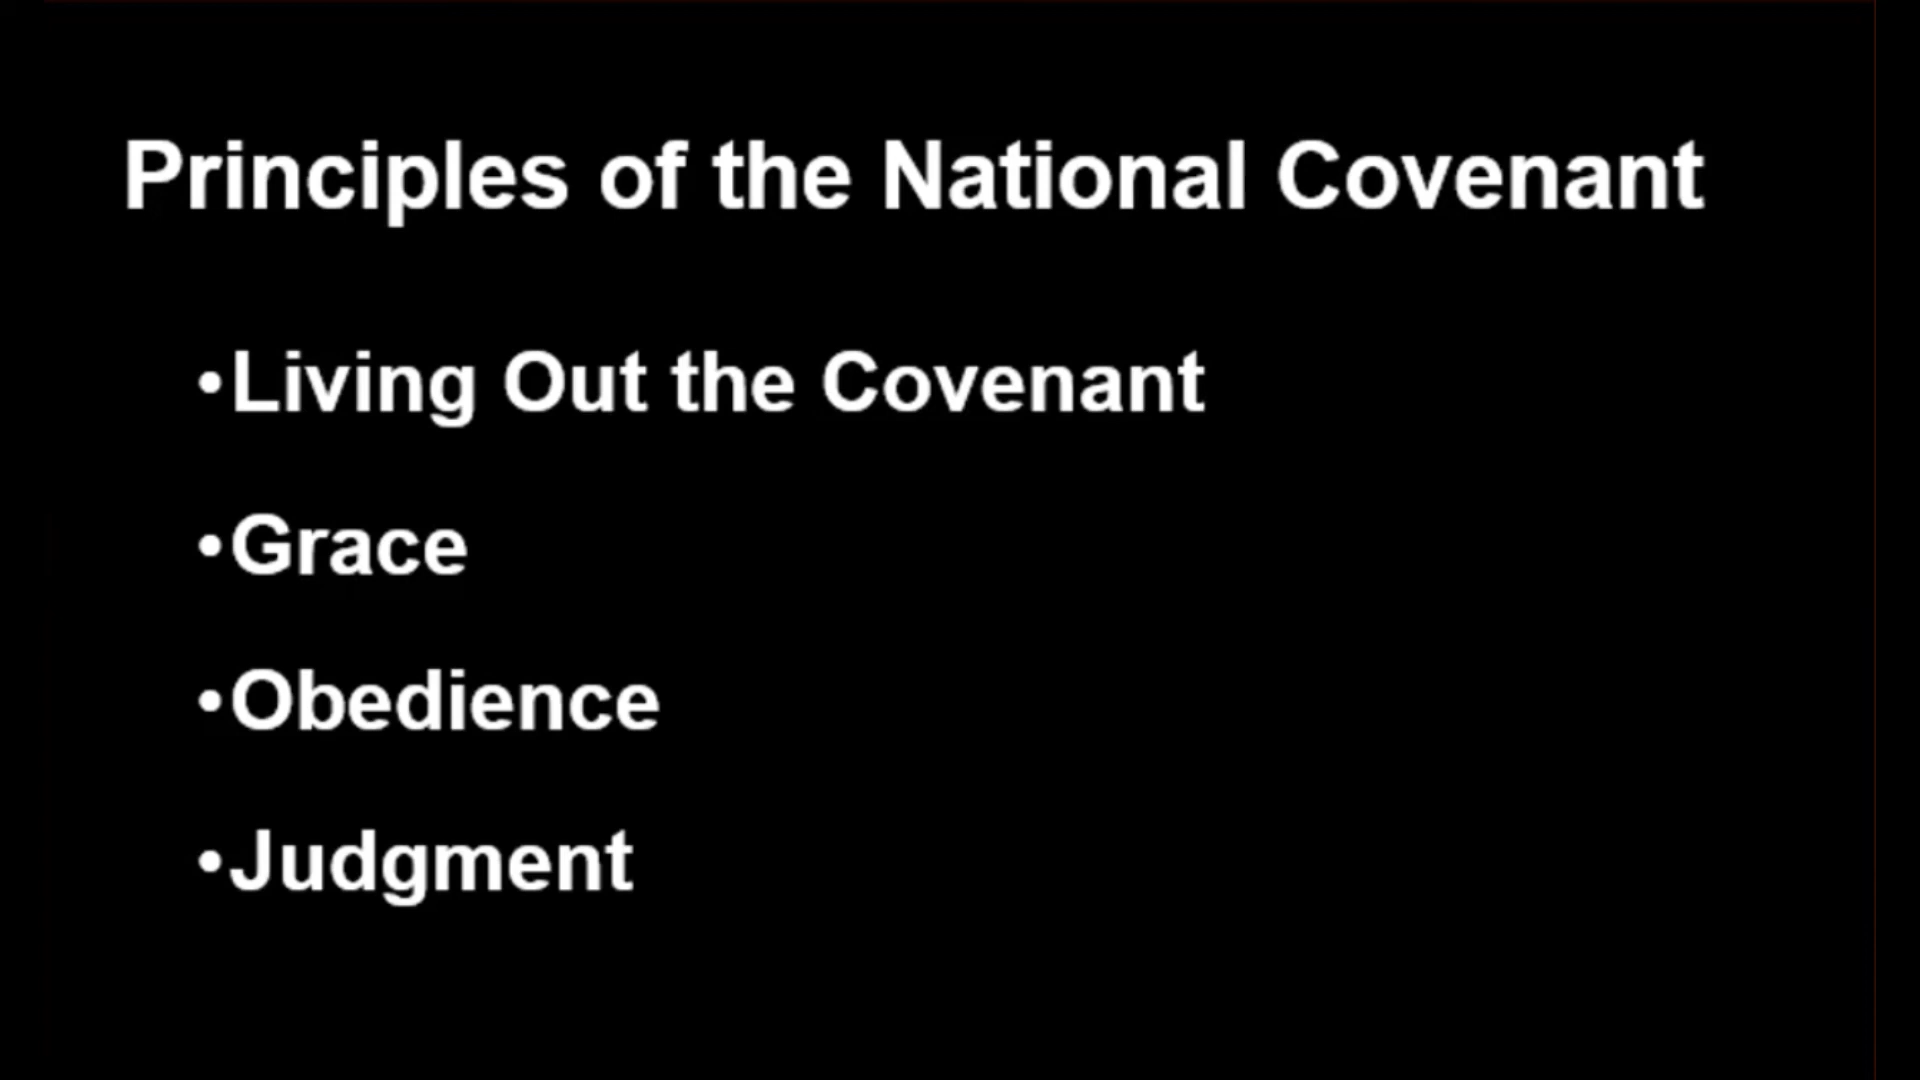 Principles of the National Covenant
•Living Out the Covenant
•Grace
•Obedience
•Judgment